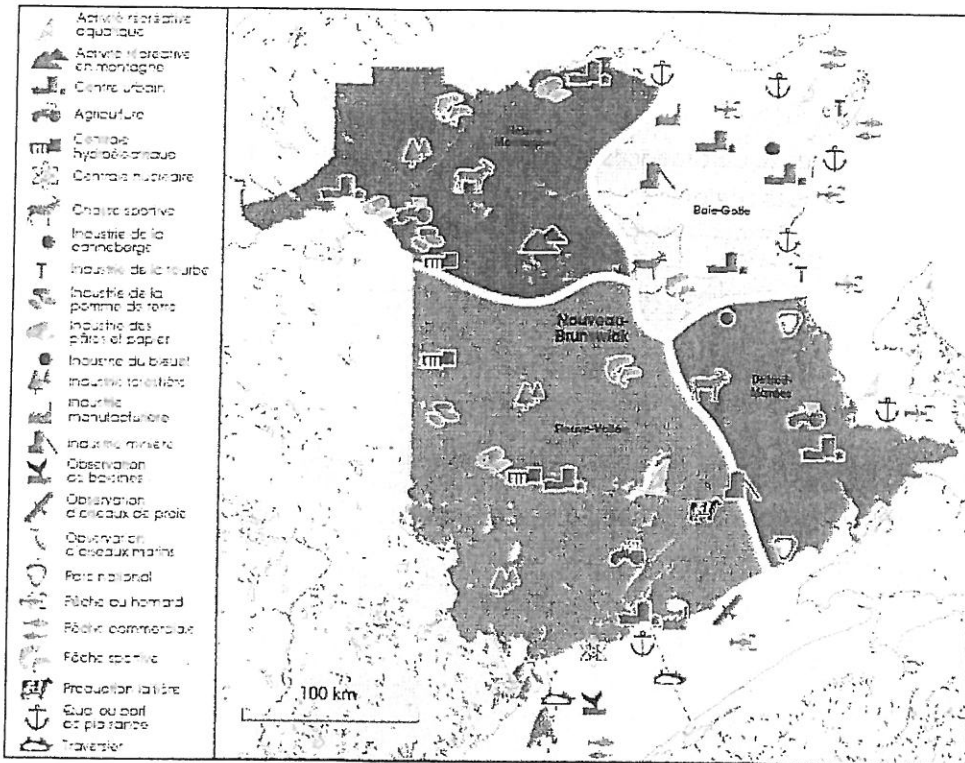 Activité récréative
aquatique
Activité récréative
en montagne
Centre urbain
Agriculture
Centrale
hydroélectrique
Centrale nucléaire
Chasse sportive
Industrie de la
canneberge
Industrie de la tourbe
Industrie de la
pomme de terre
Industrie des
pâtes et papier
Industrie du bleuet
Industrie forestière
Industrie
manufacturière
Industrie minière
Observation
de baleines
Observation
d'oiseaux de proie
Observation
d'oiseaux marins
Parc national
Pêche au homard
Pêche commerciale
Pêche sportive
Production laitière
Quai ou port
de plaisance
Traversier
Baie-Golfe
Nouveau-
Brunswick
Fleuve-Vallée
Marées
100 km